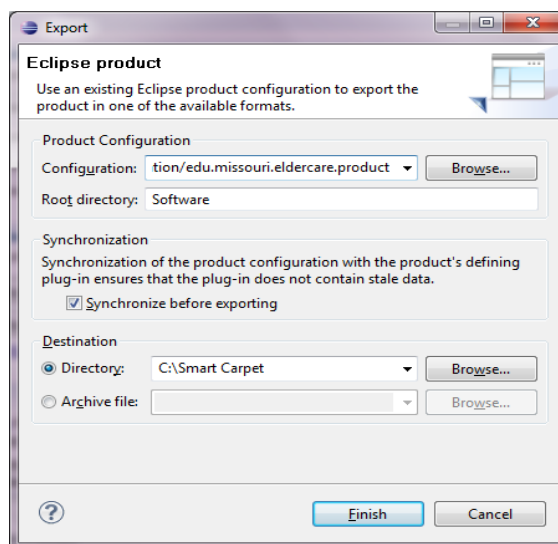 Export
Eclipse product
Use an existing Eclipse product configuration to export the
product in one of the available formats.
Product Configuration
Configuration: tion/edu.missouri.eldercare.product Browse...
Root directory: Software
Synchronization
Synchronization of the product configuration with the product's defining
plug-in ensures that the plug-in does not contain stale data.
Synchronize before exporting
Destination
Directory: C:\Smart Carpet Browse...
Archive file: Browse...
? Finish Cancel